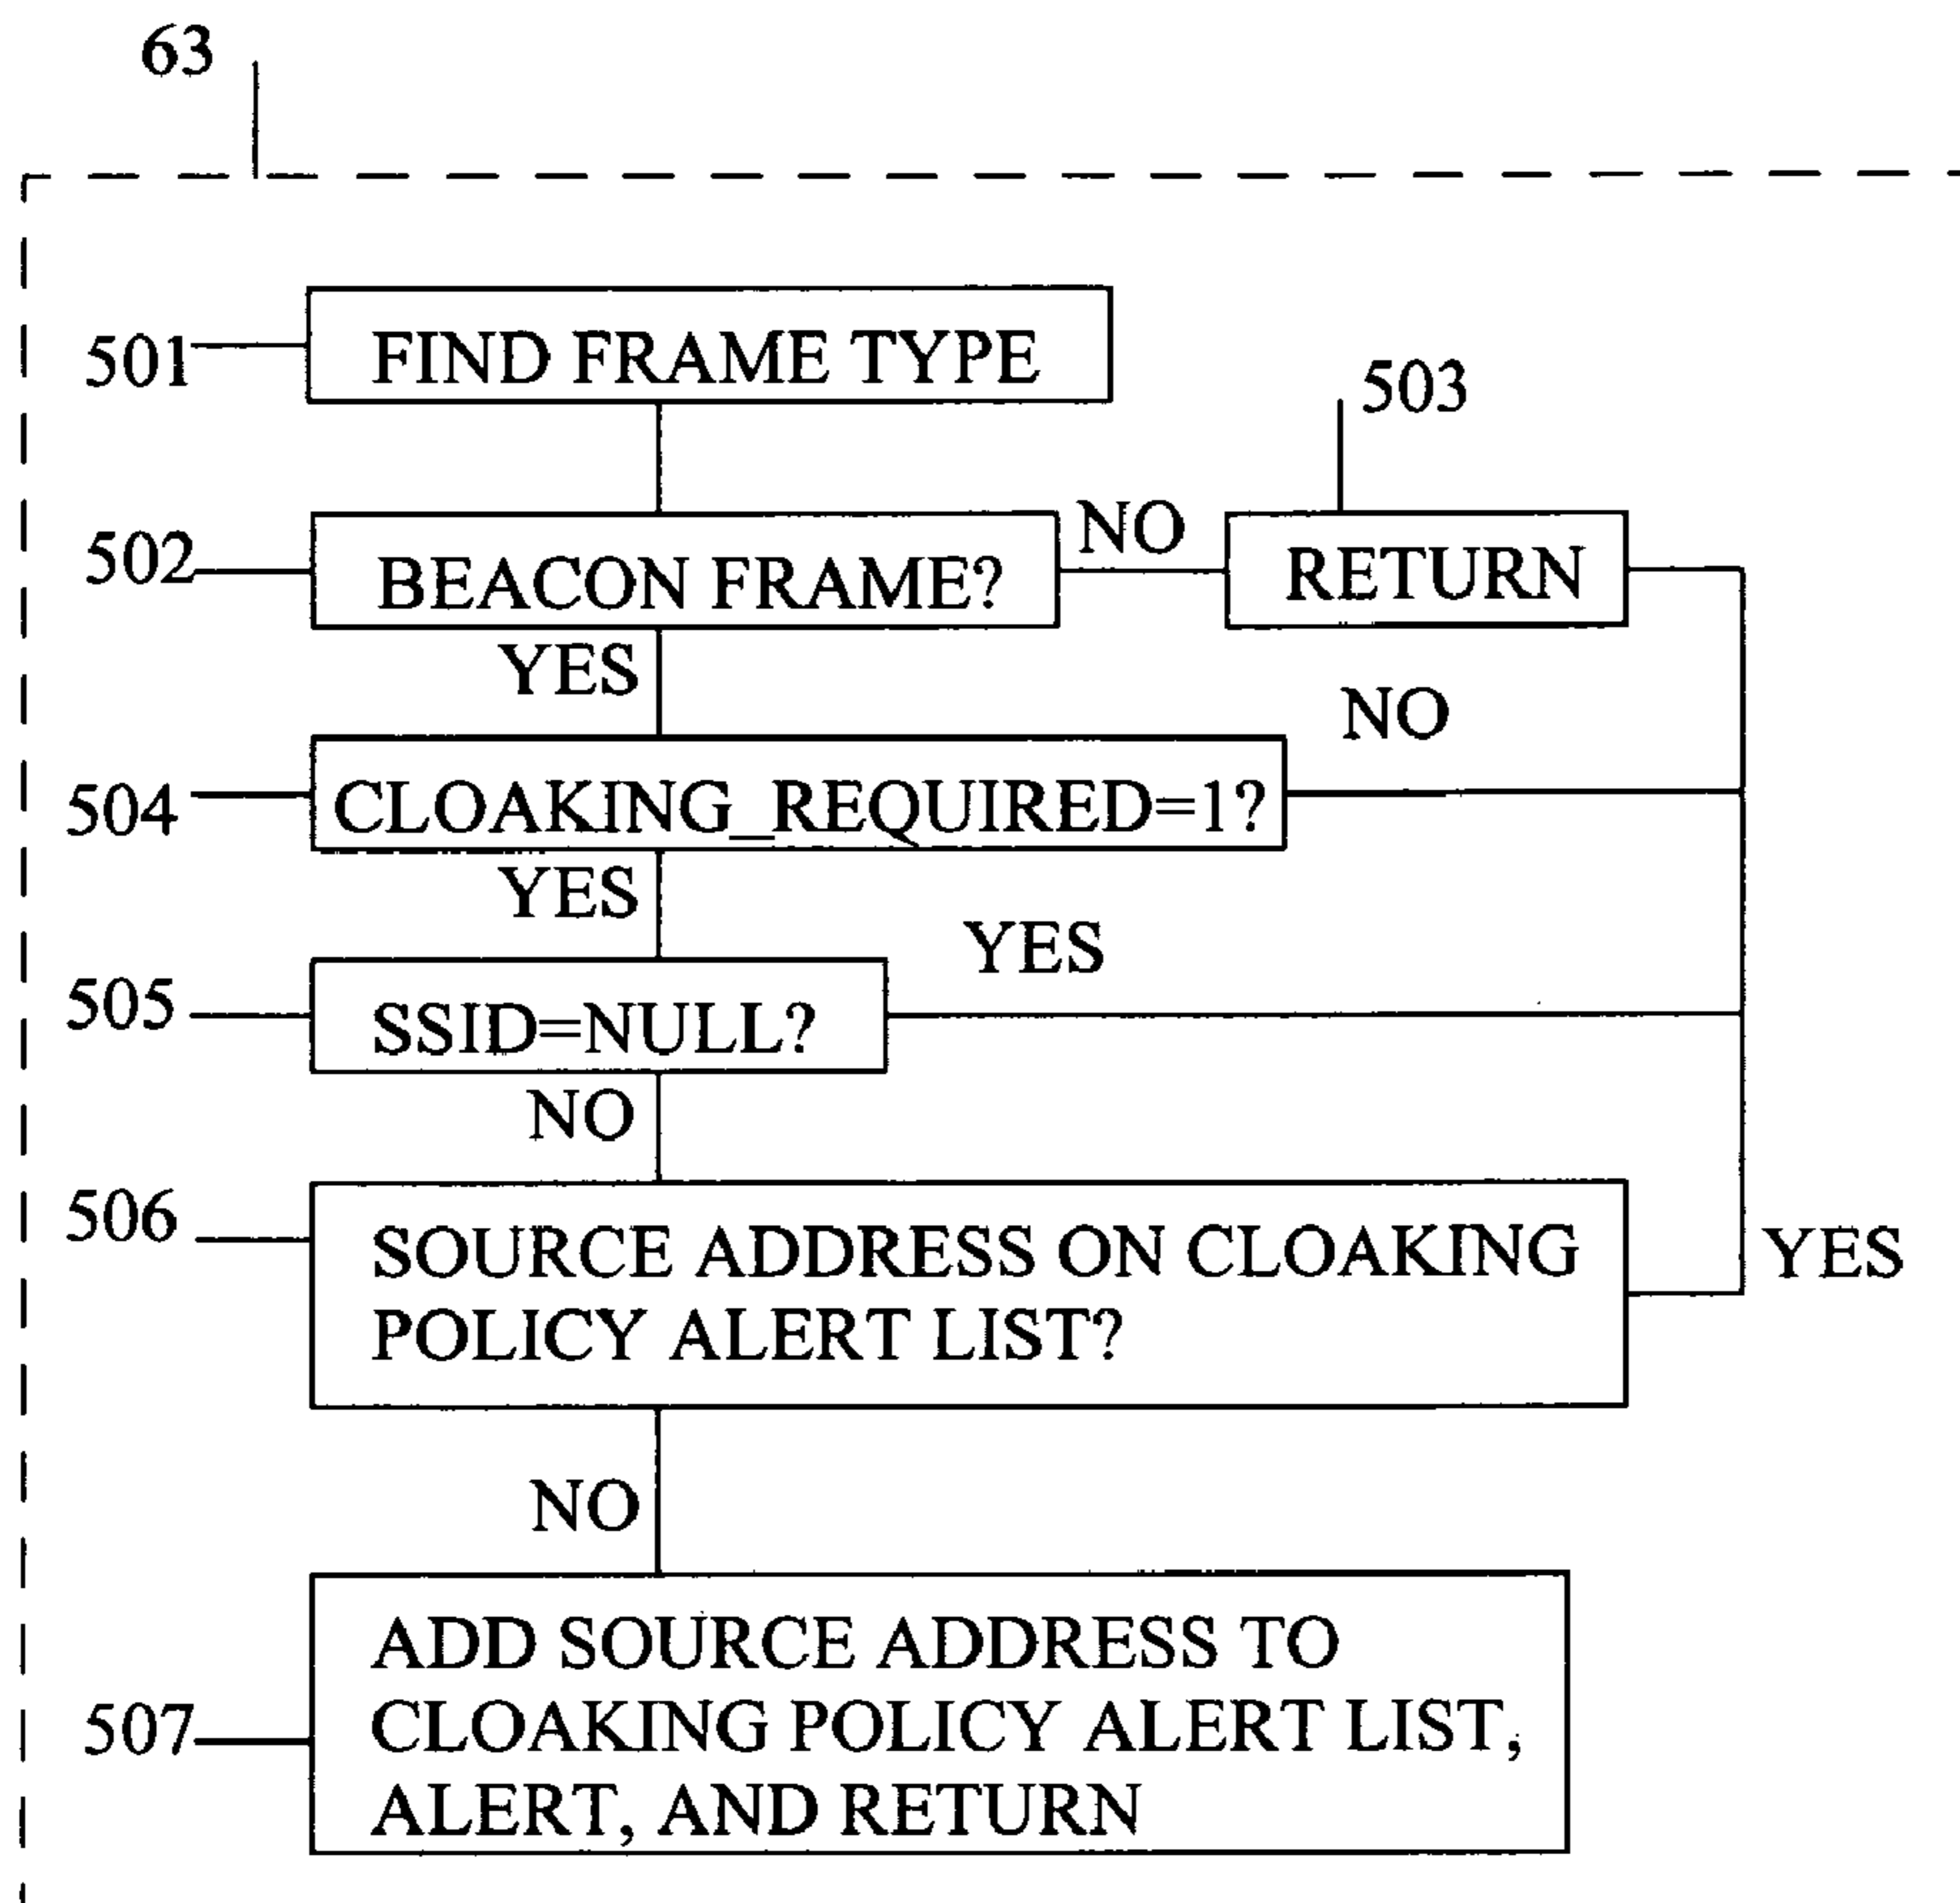 63
501
FIND FRAME TYPE
503
502
BEACON FRAME?
NO
RETURN
YES
NO
504
CLOAKING_REQUIRED=1?
YES
YES
505
SSID=NULL?
NO
506
SOURCE ADDRESS ON CLOAKING
POLICY ALERT LIST?
YES
NO
507
ADD SOURCE ADDRESS TO
CLOAKING POLICY ALERT LIST,
ALERT, AND RETURN